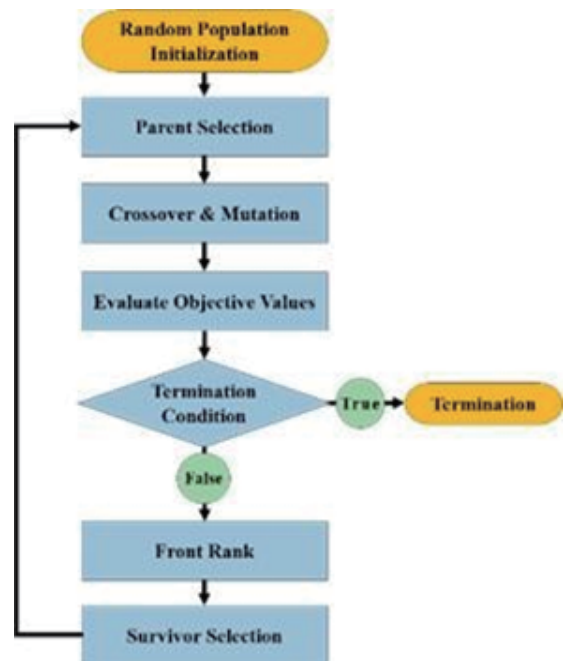 Random Population
Initialization
Parent Selection
Crossover & Mutation
Evaluate Objective Values
Termination
Condition
True
Termination
False
Front Rank
Survivor Selection